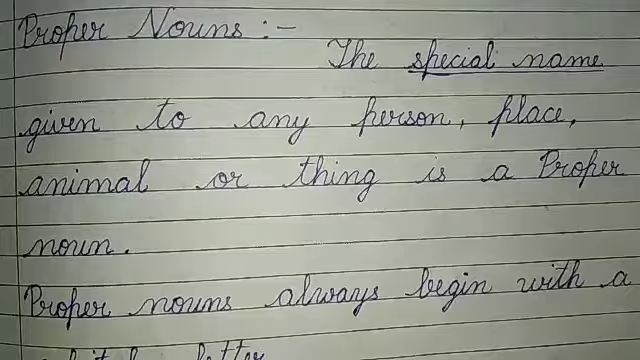 Proper Nouns :-
The special name
given to any person, place,
animal or thing is a Proper
noun.
Proper nouns always begin with a
letter